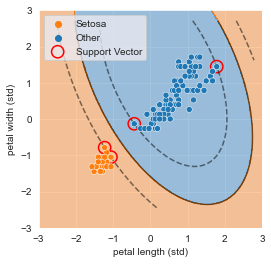 3
2
1
0
−1
−2
−3
petal width (std)
Setosa
Other
Support Vector
−3 −2 −1 0 1 2 3
petal length (std)